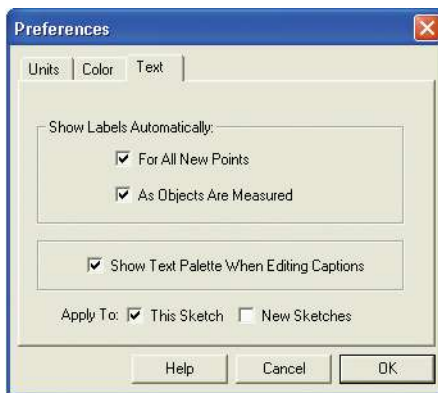 Preferences
Units Color Text
Show Labels Automatically:
For All New Points
As Objects Are Measured
Show Text Palette When Editing Captions
Apply To: This Sketch New Sketches
Help Cancel OK